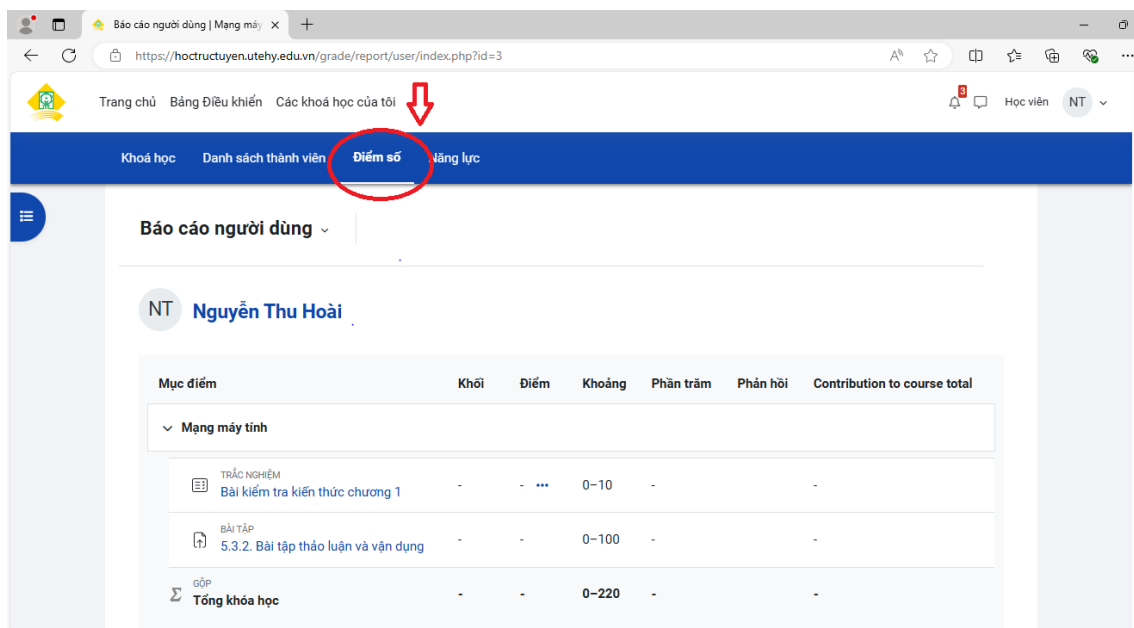 Báo cáo người dùng | Mạng máy
https://hoctructuyen.utehy.edu.vn/grade/report/user/index.php?id=3
Trang chủ Bảng Điều khiển Các khoá học của tôi 3 Học viên NT
Khoá học Danh sách thành viên Điểm số Năng lực
Báo cáo người dùng
NT Nguyễn Thu Hoài
Mục điểm Khối Điểm Khoảng Phần trăm Phản hồi Contribution to course total
Mạng máy tính
TRẮC NGHIỆM
Bài kiểm tra kiến thức chương 1 - - ••• 0–10 - -
BÀI TẬP
5.3.2. Bài tập thảo luận và vận dụng - - 0–100 - -
GỘP
Σ Tổng khóa học - - 0–220 - -